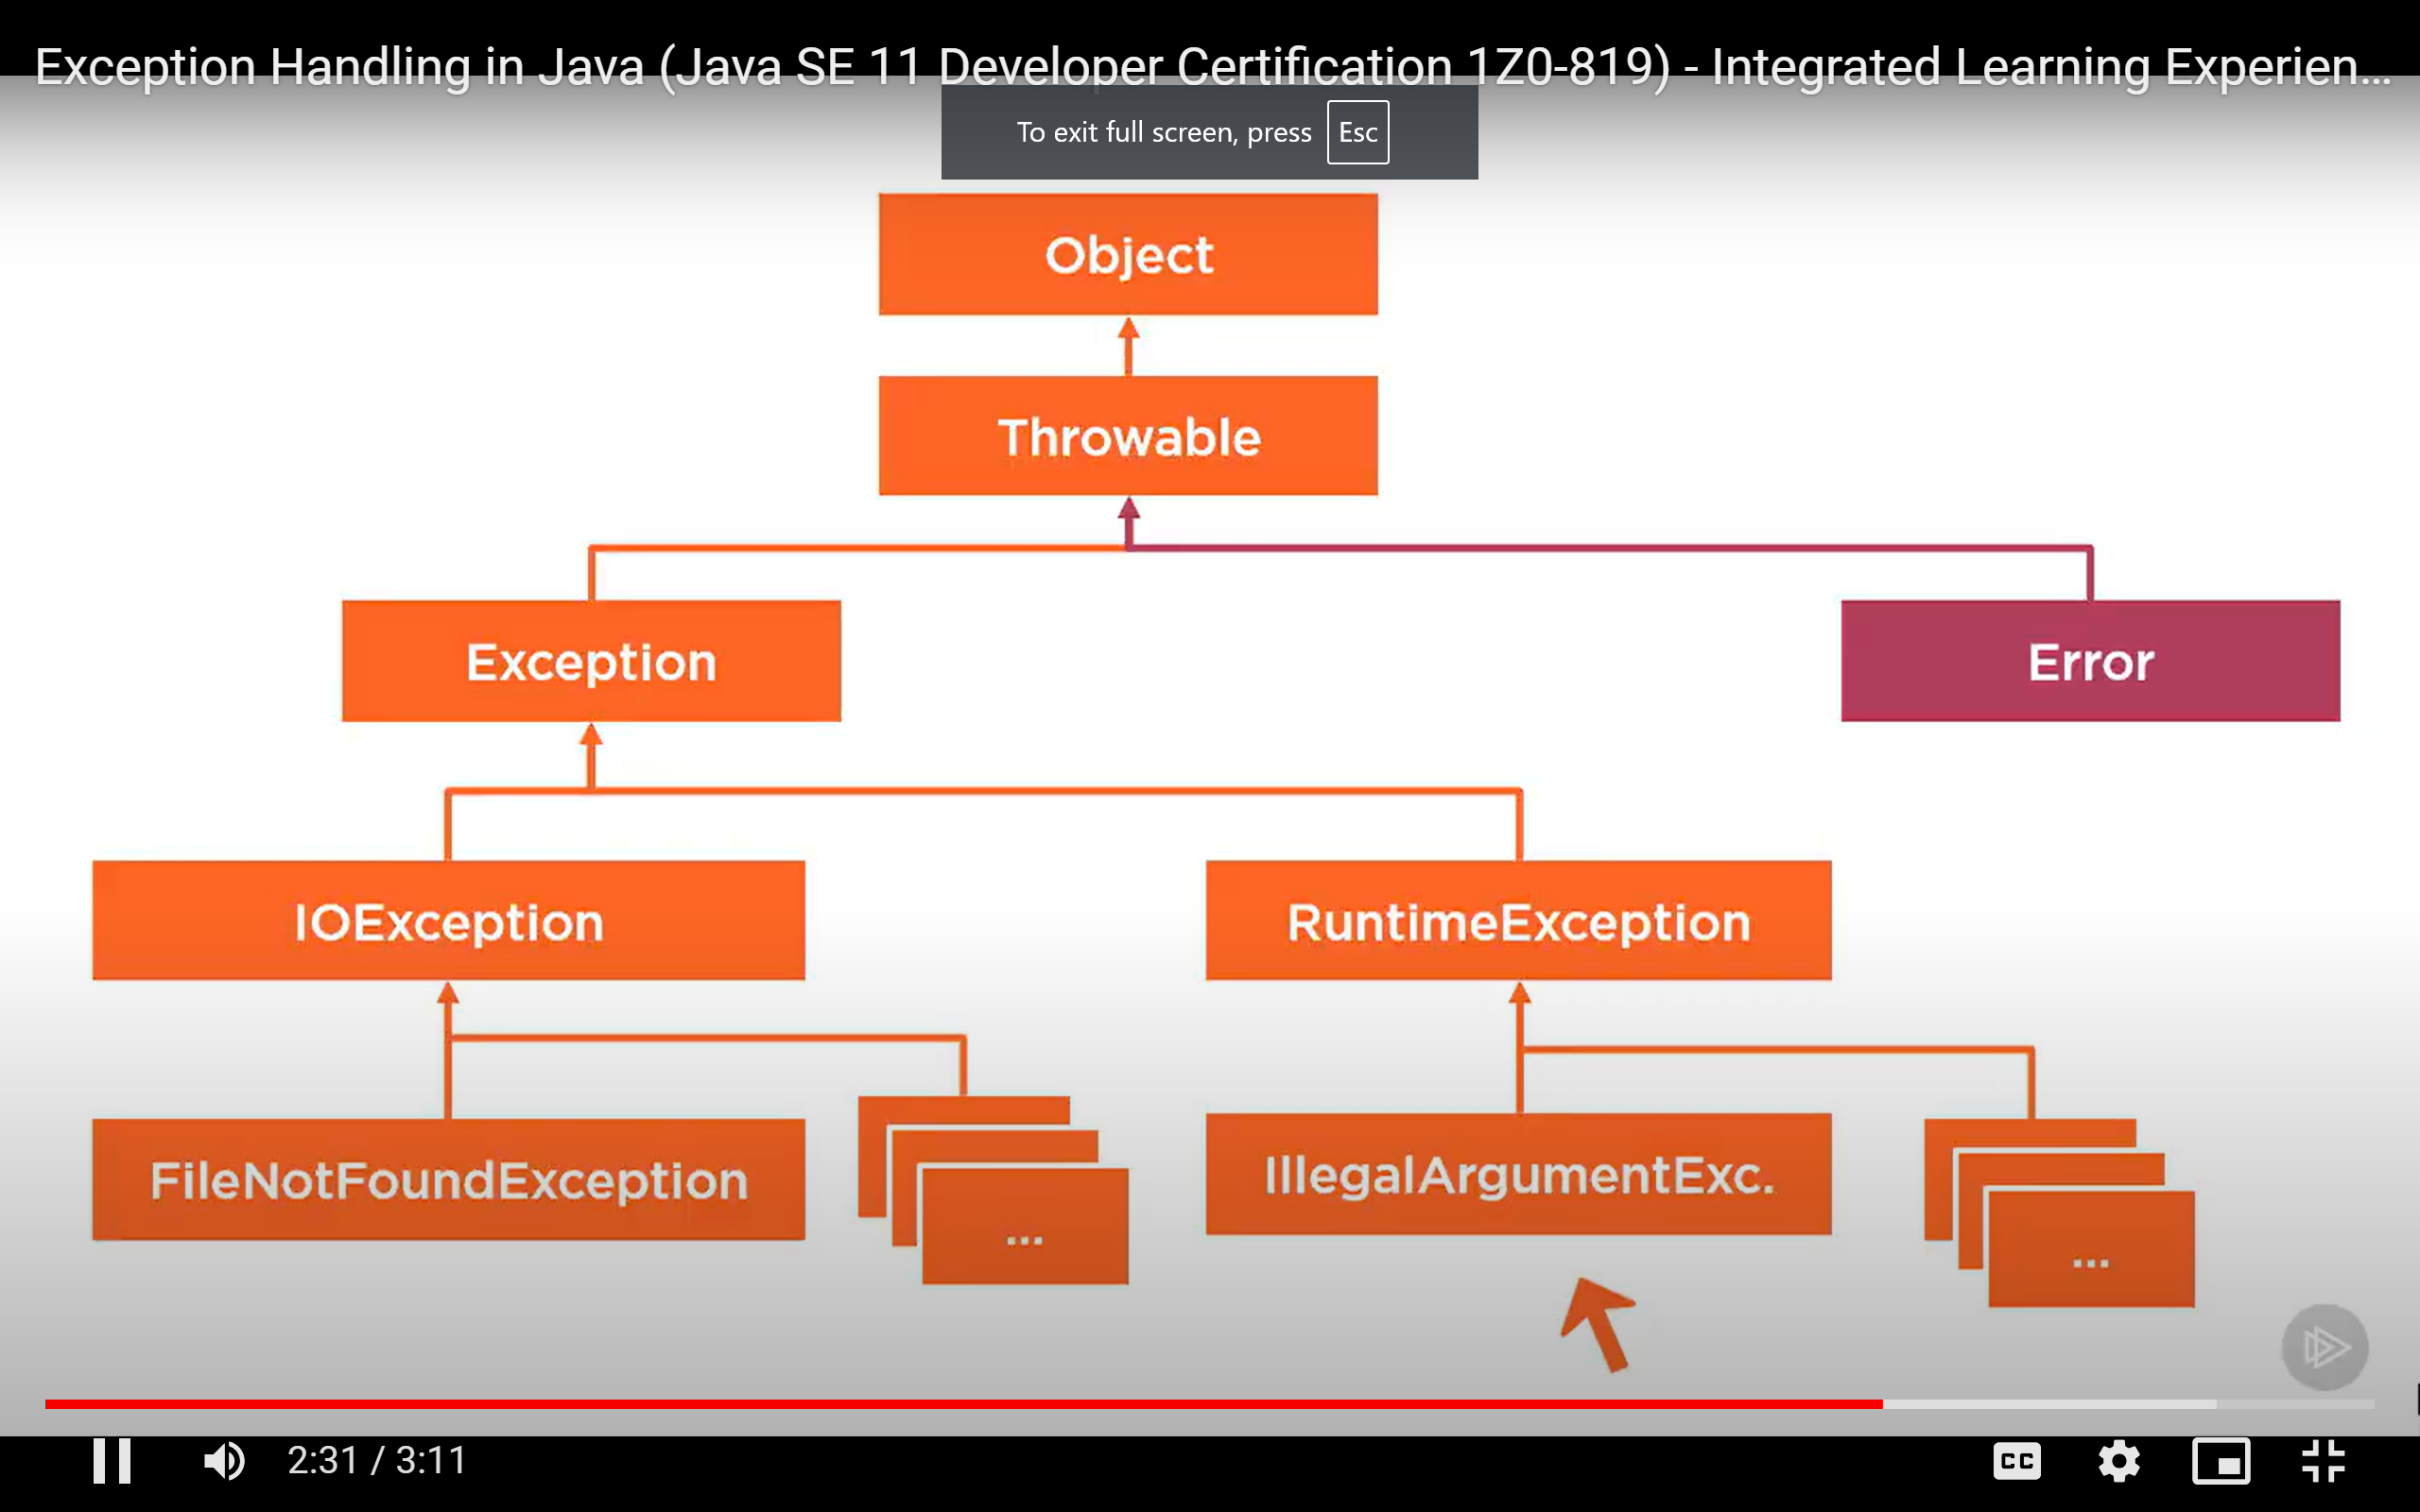 Exception Handling in Java (Java SE 11 Developer Certification 1Z0-819) - Integrated Learning Experien...
To exit full screen, press Esc
Object
Throwable
Exception
Error
IOException
RuntimeException
FileNotFoundException
...
IllegalArgumentExc.
...
2:31 / 3:11
CC